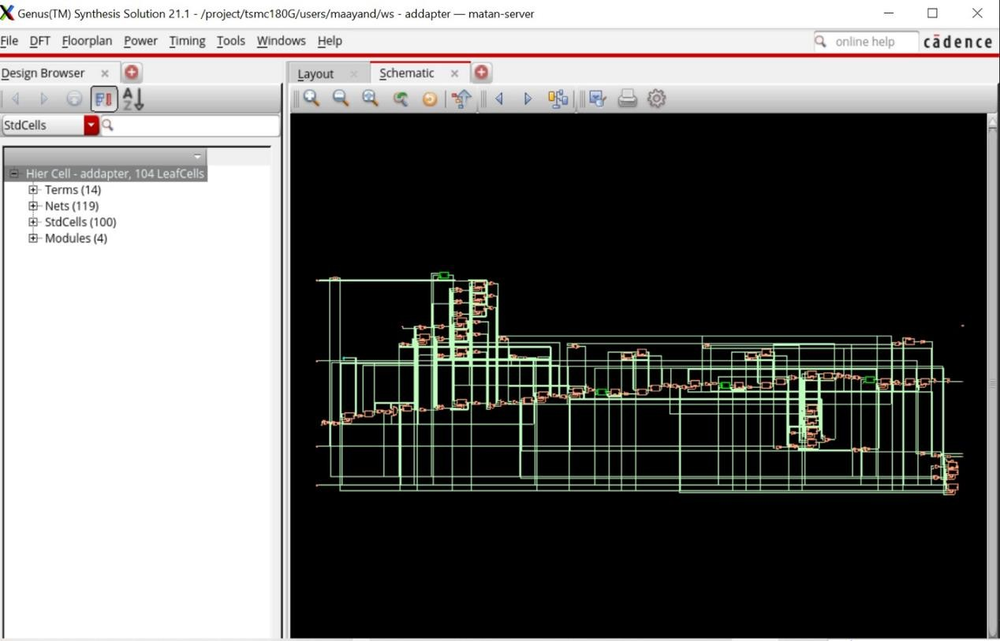 Genus(TM) Synthesis Solution 21.1 - /project/tsmc180G/users/maayand/ws - addapter — matan-server
File DFT Floorplan Power Timing Tools Windows Help online help cādence
Design Browser Layout Schematic
A
Z
StdCells
Hier Cell - addapter, 104 LeafCells
Terms (14)
Nets (119)
StdCells (100)
Modules (4)